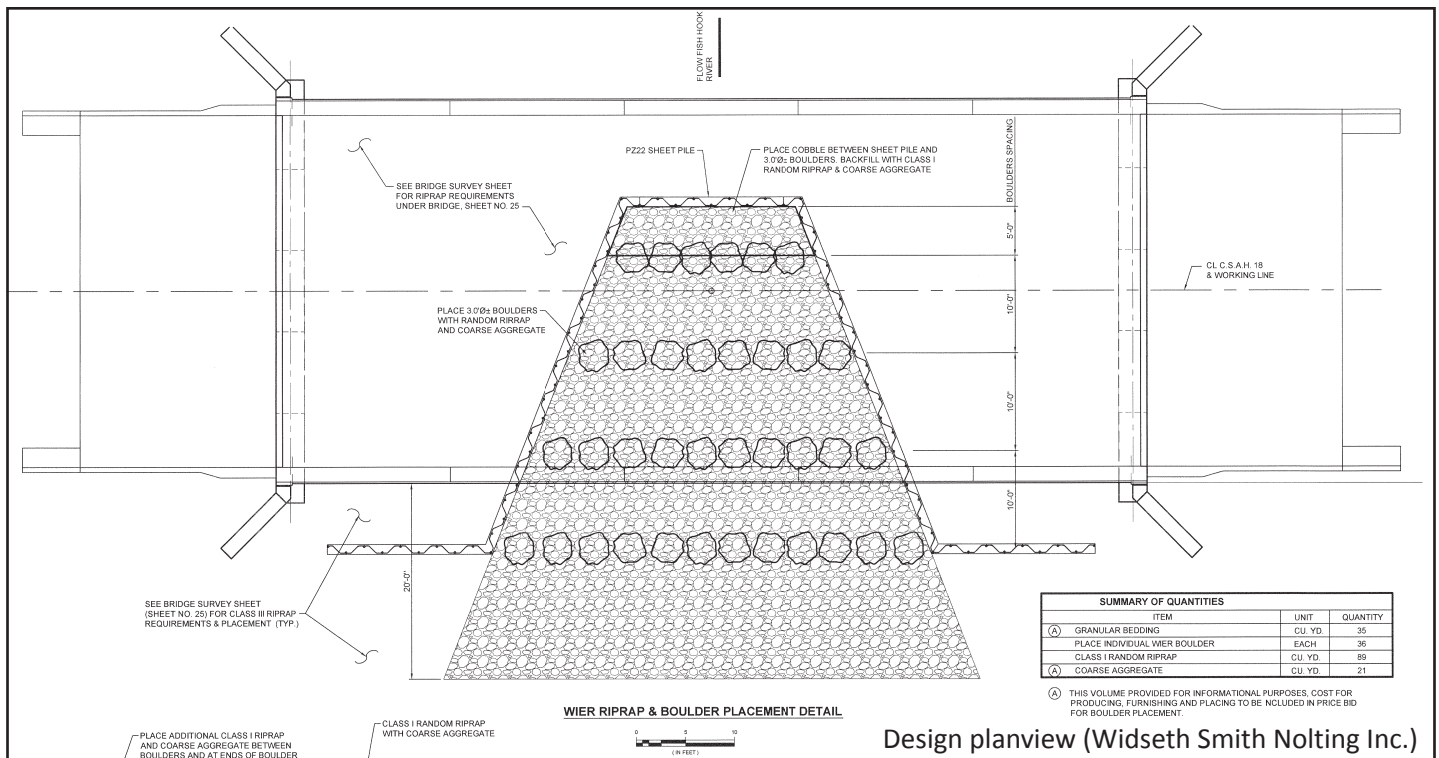 FLOW FISH HOOK
RIVER
PZ22 SHEET PILE
PLACE COBBLE BETWEEN SHEET PILE AND
3.0'Ø± BOULDERS. BACKFILL WITH CLASS I
RANDOM RIPRAP & COARSE AGGREGATE
BOULDERS SPACING
SEE BRIDGE SURVEY SHEET
FOR RIPRAP REQUIREMENTS
UNDER BRIDGE, SHEET NO. 25
5'-0"
CL C.S.A.H. 18
& WORKING LINE
10'-0"
PLACE 3.0'Ø± BOULDERS
WITH RANDOM RIRRAP
AND COARSE AGGREGATE
10'-0"
10'-0"
20'-0"
SEE BRIDGE SURVEY SHEET
(SHEET NO. 25) FOR CLASS III RIPRAP
REQUIREMENTS & PLACEMENT (TYP.)
SUMMARY OF QUANTITIES
ITEM UNIT QUANTITY
A GRANULAR BEDDING CU. YD. 35
PLACE INDIVIDUAL WIER BOULDER EACH 36
CLASS I RANDOM RIPRAP CU. YD. 89
A COARSE AGGREGATE CU. YD. 21
A THIS VOLUME PROVIDED FOR INFORMATIONAL PURPOSES, COST FOR
PRODUCING, FURNISHING AND PLACING TO BE INCLUDED IN PRICE BID
FOR BOULDER PLACEMENT.
WIER RIPRAP & BOULDER PLACEMENT DETAIL
0 5 10
( IN FEET )
CLASS I RANDOM RIPRAP
WITH COARSE AGGREGATE
PLACE ADDITIONAL CLASS I RIPRAP
AND COARSE AGGREGATE BETWEEN
BOULDERS AND AT ENDS OF BOULDER
Design planview (Widseth Smith Nolting Inc.)